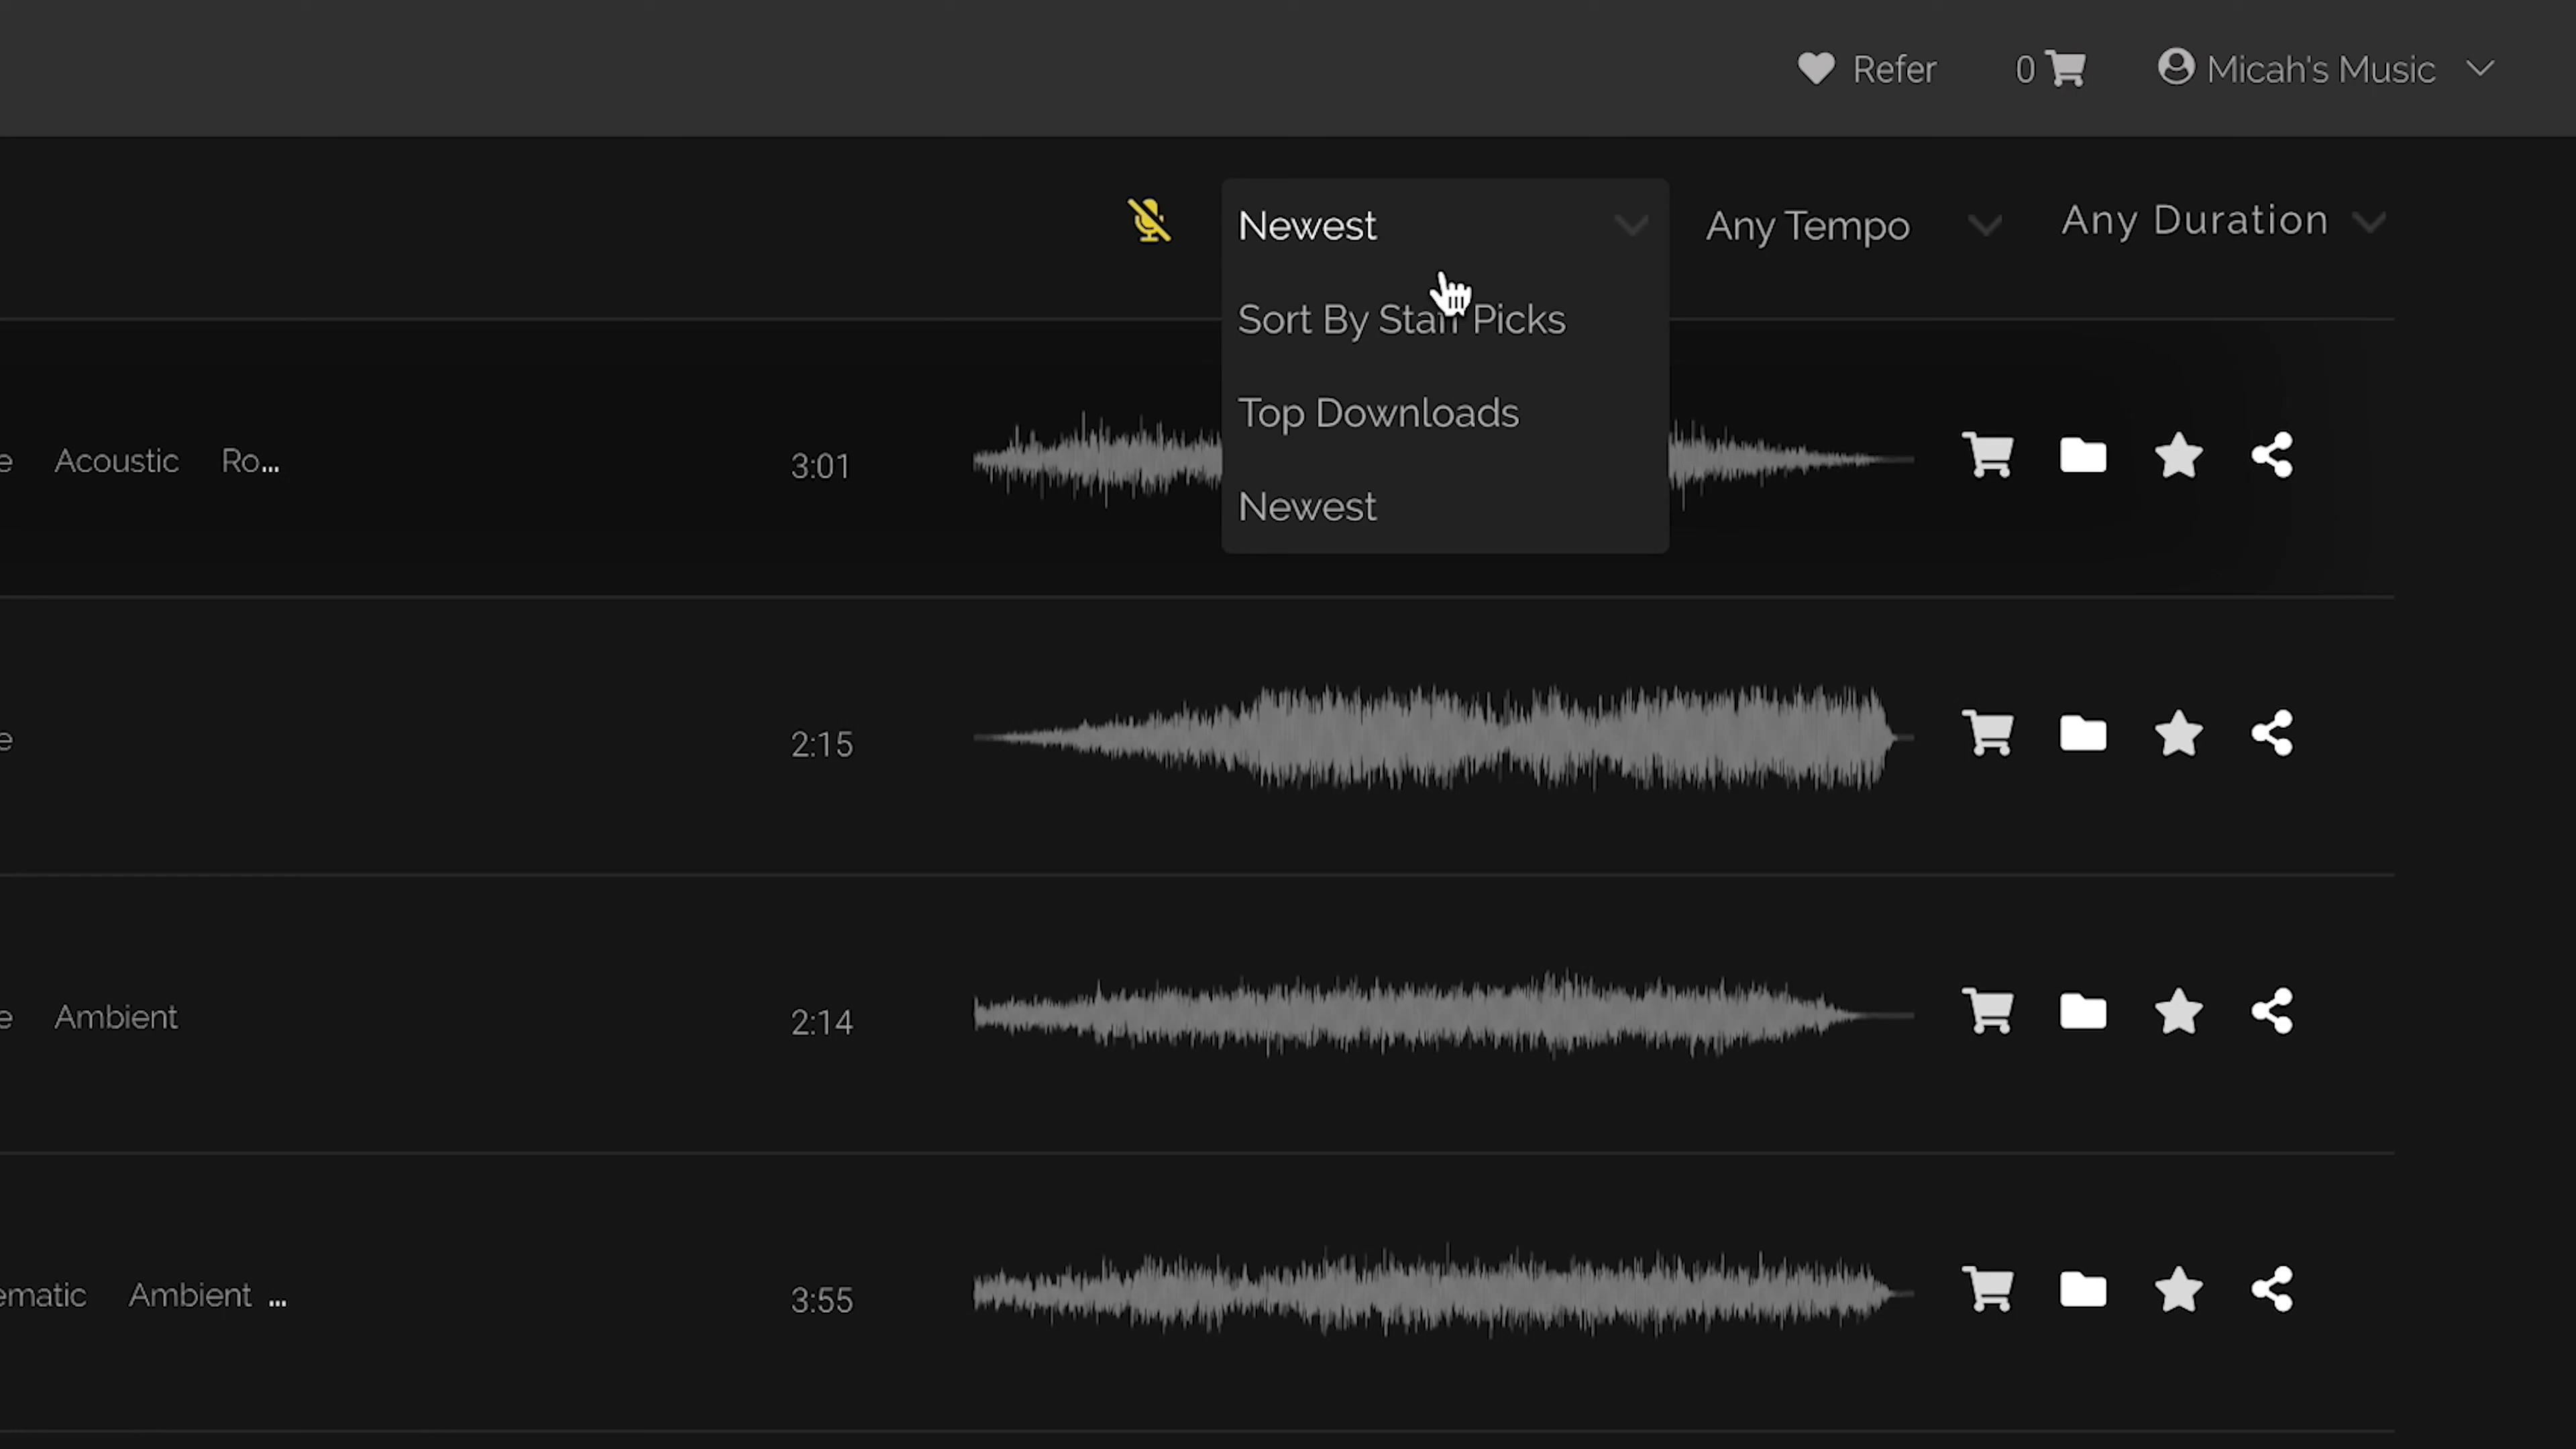 Refer 0 Micah's Music
Newest Any Tempo Any Duration
Sort By Staff Picks
Top Downloads
Newest
e Acoustic Ro... 3:01
e 2:15
e Ambient 2:14
ematic Ambient ... 3:55